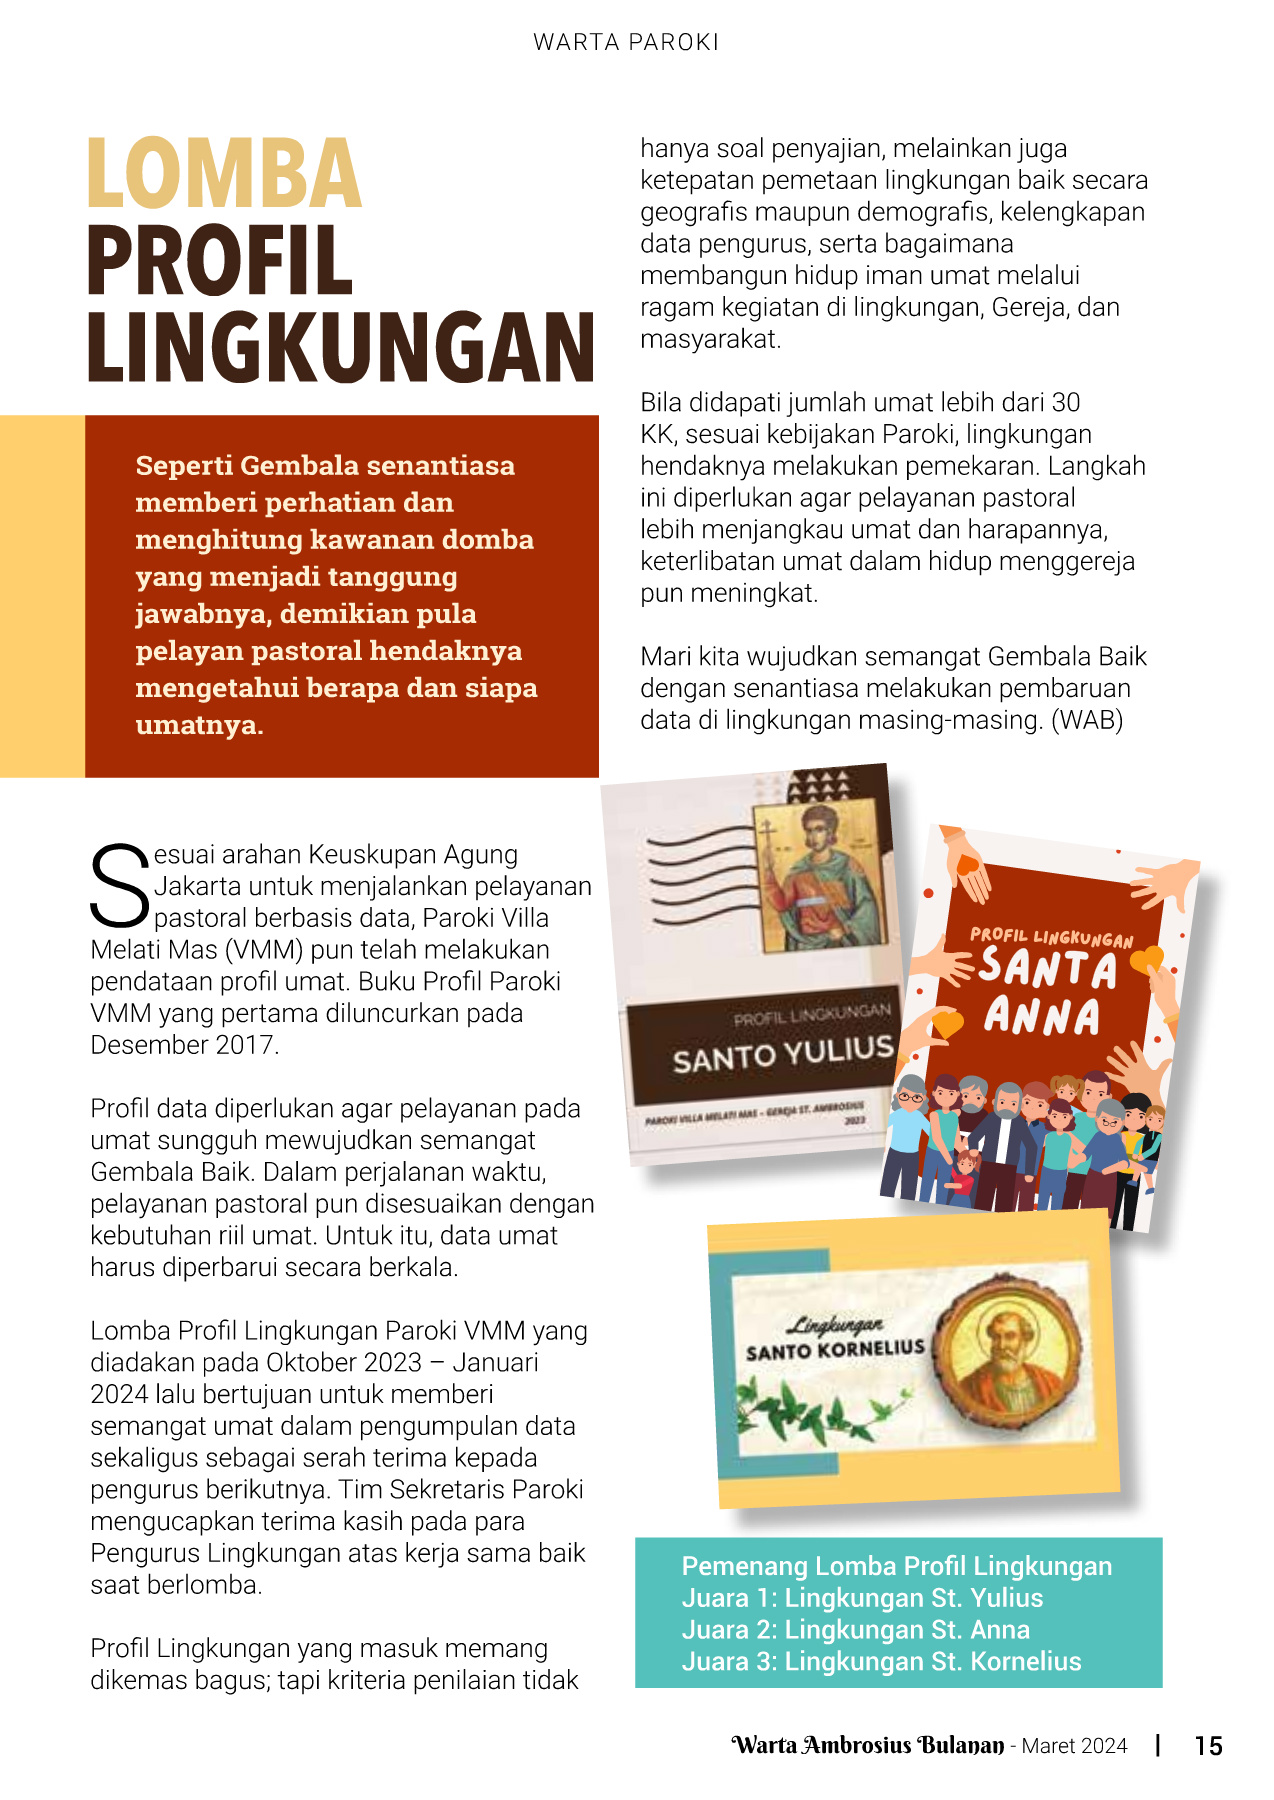 WARTA PAROKI
LOMBA
PROFIL
LINGKUNGAN
Seperti Gembala senantiasa
memberi perhatian dan
menghitung kawanan domba
yang menjadi tanggung
jawabnya, demikian pula
pelayan pastoral hendaknya
mengetahui berapa dan siapa
umatnya.
Sesuai arahan Keuskupan Agung
Jakarta untuk menjalankan pelayanan
pastoral berbasis data, Paroki Villa
Melati Mas (VMM) pun telah melakukan
pendataan profil umat. Buku Profil Paroki
VMM yang pertama diluncurkan pada
Desember 2017.
Profil data diperlukan agar pelayanan pada
umat sungguh mewujudkan semangat
Gembala Baik. Dalam perjalanan waktu,
pelayanan pastoral pun disesuaikan dengan
kebutuhan riil umat. Untuk itu, data umat
harus diperbarui secara berkala.
Lomba Profil Lingkungan Paroki VMM yang
diadakan pada Oktober 2023 – Januari
2024 lalu bertujuan untuk memberi
semangat umat dalam pengumpulan data
sekaligus sebagai serah terima kepada
pengurus berikutnya. Tim Sekretaris Paroki
mengucapkan terima kasih pada para
Pengurus Lingkungan atas kerja sama baik
saat berlomba.
Profil Lingkungan yang masuk memang
dikemas bagus; tapi kriteria penilaian tidak
hanya soal penyajian, melainkan juga
ketepatan pemetaan lingkungan baik secara
geografis maupun demografis, kelengkapan
data pengurus, serta bagaimana
membangun hidup iman umat melalui
ragam kegiatan di lingkungan, Gereja, dan
masyarakat.
Bila didapati jumlah umat lebih dari 30
KK, sesuai kebijakan Paroki, lingkungan
hendaknya melakukan pemekaran. Langkah
ini diperlukan agar pelayanan pastoral
lebih menjangkau umat dan harapannya,
keterlibatan umat dalam hidup menggereja
pun meningkat.
Mari kita wujudkan semangat Gembala Baik
dengan senantiasa melakukan pembaruan
data di lingkungan masing-masing. (WAB)
PROFIL LINGKUNGAN
SANTO YULIUS
PAROKI VILLA MELATI MAS - GEREJA ST. AMBROSIUS
2023
PROFIL LINGKUNGAN
SANTA
ANNA
Lingkungan
SANTO KORNELIUS
Pemenang Lomba Profil Lingkungan
Juara 1: Lingkungan St. Yulius
Juara 2: Lingkungan St. Anna
Juara 3: Lingkungan St. Kornelius
Warta Ambrosius Bulanan - Maret 2024 | 15